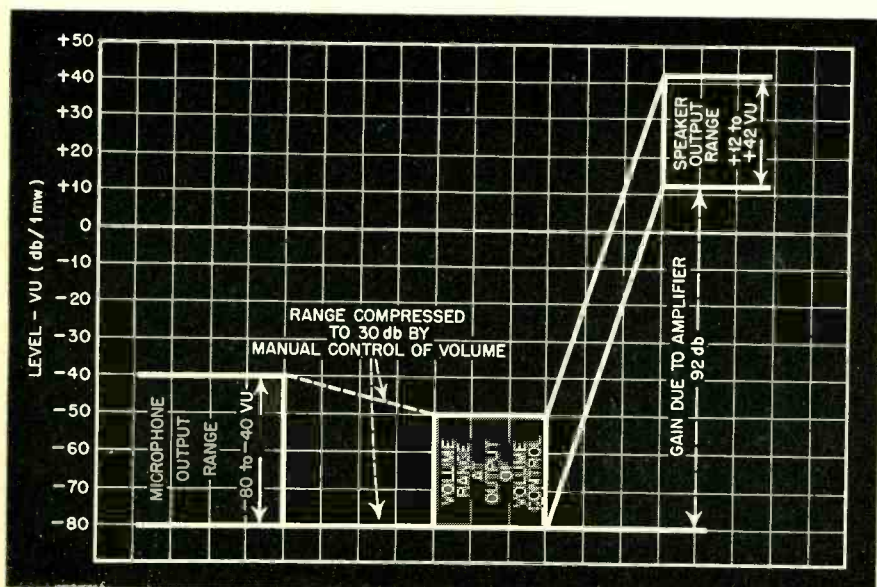 +50
+40
+30
+20
+10
0
-10
-20
-30
-40
-50
-60
-70
-80
LEVEL - VU (db/1mw)
MICROPHONE
OUTPUT
RANGE
-80 to -40 VU
RANGE COMPRESSED
TO 30 db BY
MANUAL CONTROL OF VOLUME
VOLUME
RANGE
AT
OUTPUT
OF
VOLUME
CONTROL
SPEAKER
OUTPUT
RANGE
+12 to
+42 VU
GAIN DUE TO AMPLIFIER
92 db